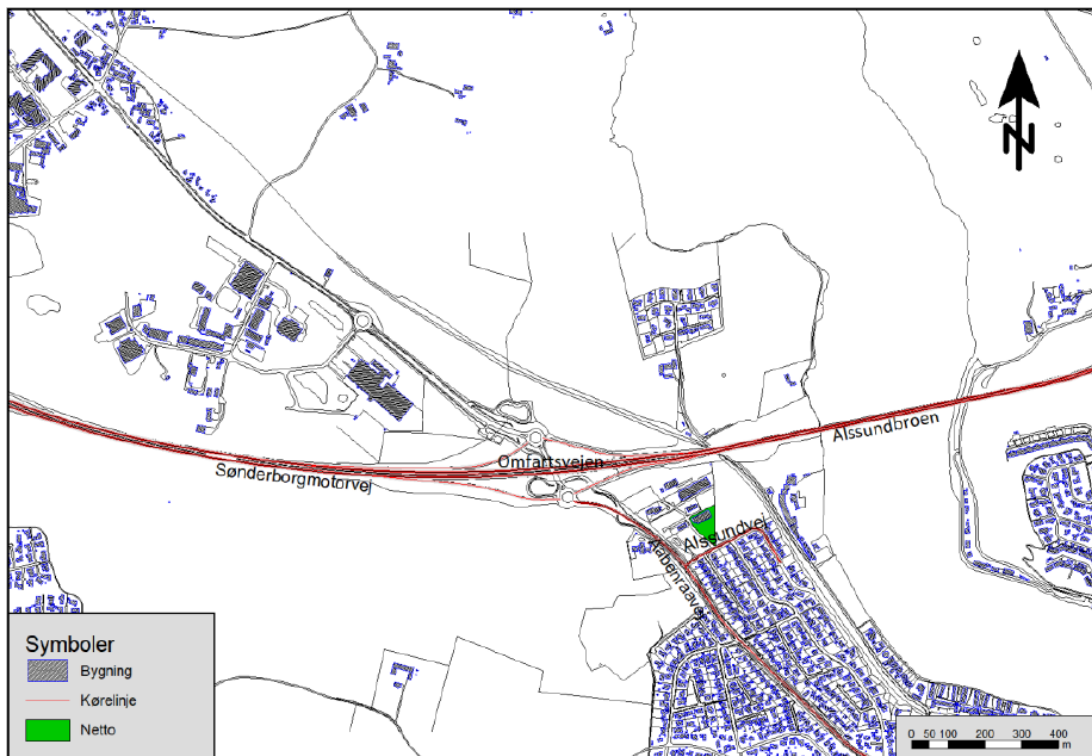 N
Alssundbroen
Omfartsvejen
Sønderborgmotorvej
Alssundvej
Aabenraavej
Symboler
Bygning
Kørelinje
Netto
0 50 100 200 300 400
m